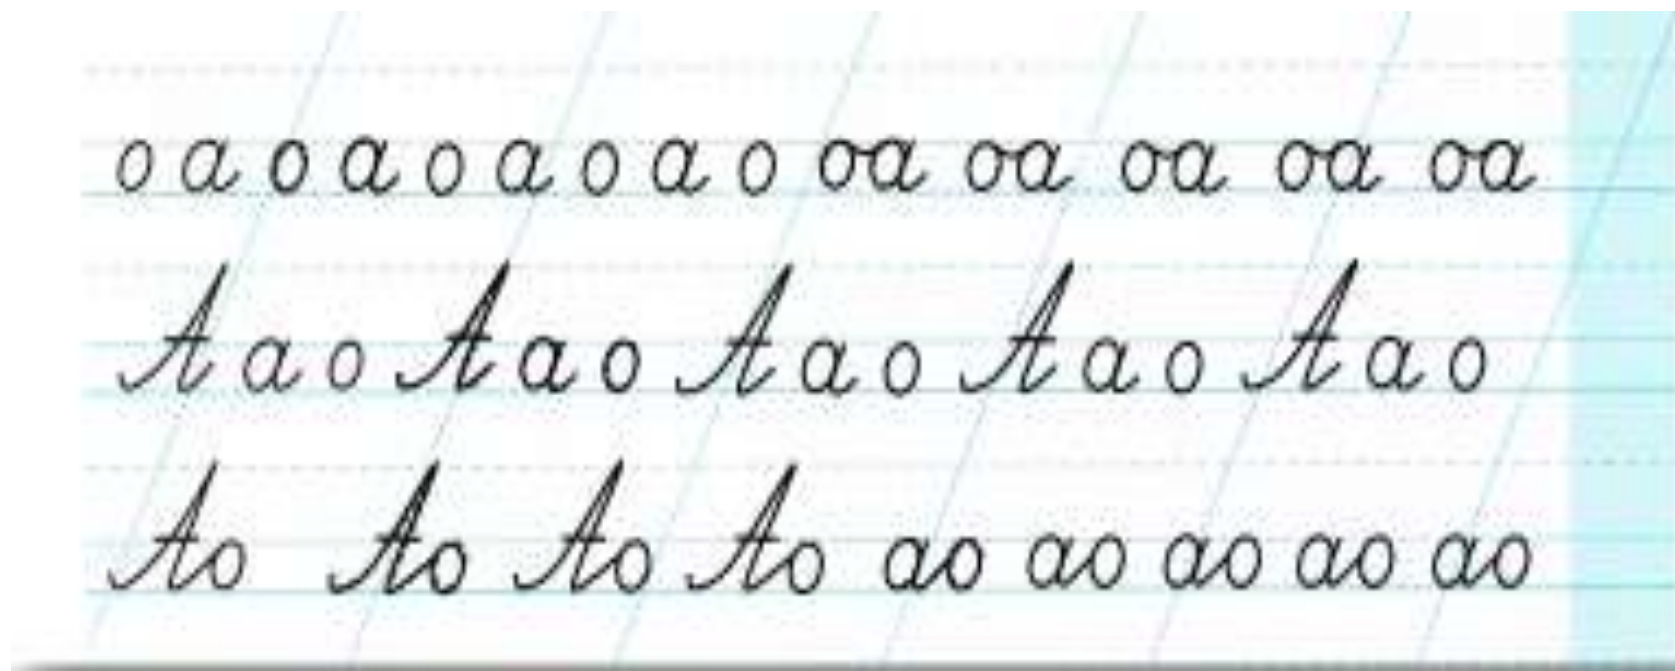 о а о а о а о а о оа оа оа оа оа
А а о А а о А а о А а о А а о
Ао Ао Ао Ао ао ао ао ао ао